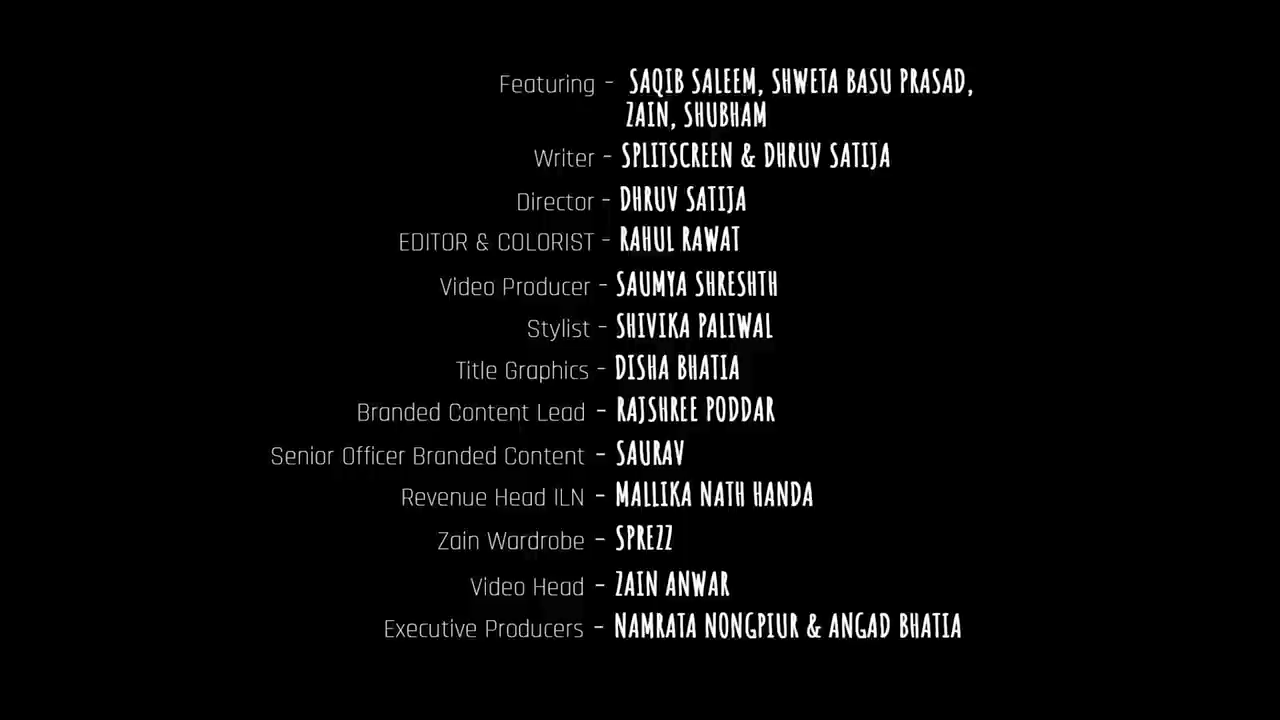 Featuring - SAQIB SALEEM, SHWETA BASU PRASAD,
ZAIN, SHUBHAM
Writer - SPLITSCREEN & DHRUV SATIJA
Director - DHRUV SATIJA
EDITOR & COLORIST - RAHUL RAWAT
Video Producer - SAUMYA SHRESHTH
Stylist - SHIVIKA PALIWAL
Title Graphics - DISHA BHATIA
Branded Content Lead - RAJSHREE PODDAR
Senior Officer Branded Content - SAURAV
Revenue Head ILN - MALLIKA NATH HANDA
Zain Wardrobe - SPREZZ
Video Head - ZAIN ANWAR
Executive Producers - NAMRATA NONGPIUR & ANGAD BHATIA